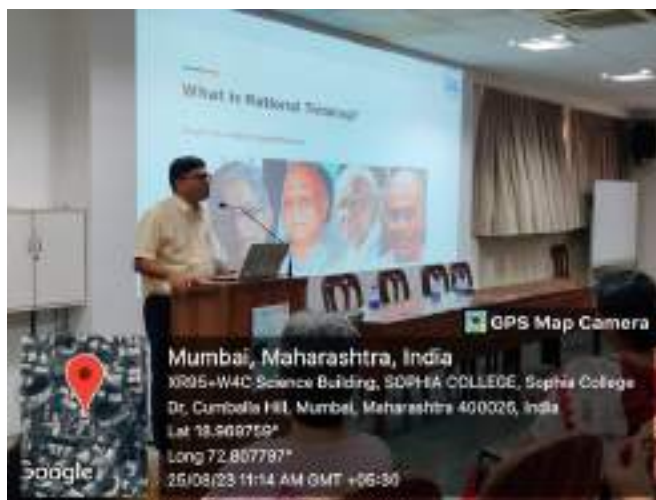 What Is Rational Thinking?
GPS Map Camera
Mumbai, Maharashtra, India
XR95+W4C Science Building, SOPHIA COLLEGE, Sophia College
Dr, Cumballa Hill, Mumbai, Maharashtra 400026, India
Lat 18.969759°
Long 72.807797°
25/08/23 11:14 AM GMT +05:30
Google